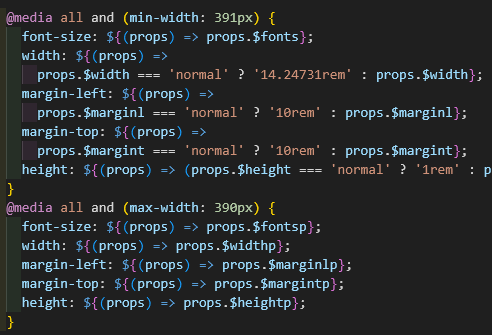 @media all and (min-width: 391px) {
font-size: ${(props) => props.$fonts};
width: ${(props) =>
props.$width === 'normal' ? '14.24731rem' : props.$width};
margin-left: ${(props) =>
props.$marginl === 'normal' ? '10rem' : props.$marginl};
margin-top: ${(props) =>
props.$margint === 'normal' ? '10rem' : props.$margint};
height: ${(props) => (props.$height === 'normal' ? '1rem' : p
}
@media all and (max-width: 390px) {
font-size: ${(props) => props.$fontsp};
width: ${(props) => props.$widthp};
margin-left: ${(props) => props.$marginlp};
margin-top: ${(props) => props.$margintp};
height: ${(props) => props.$heightp};
}